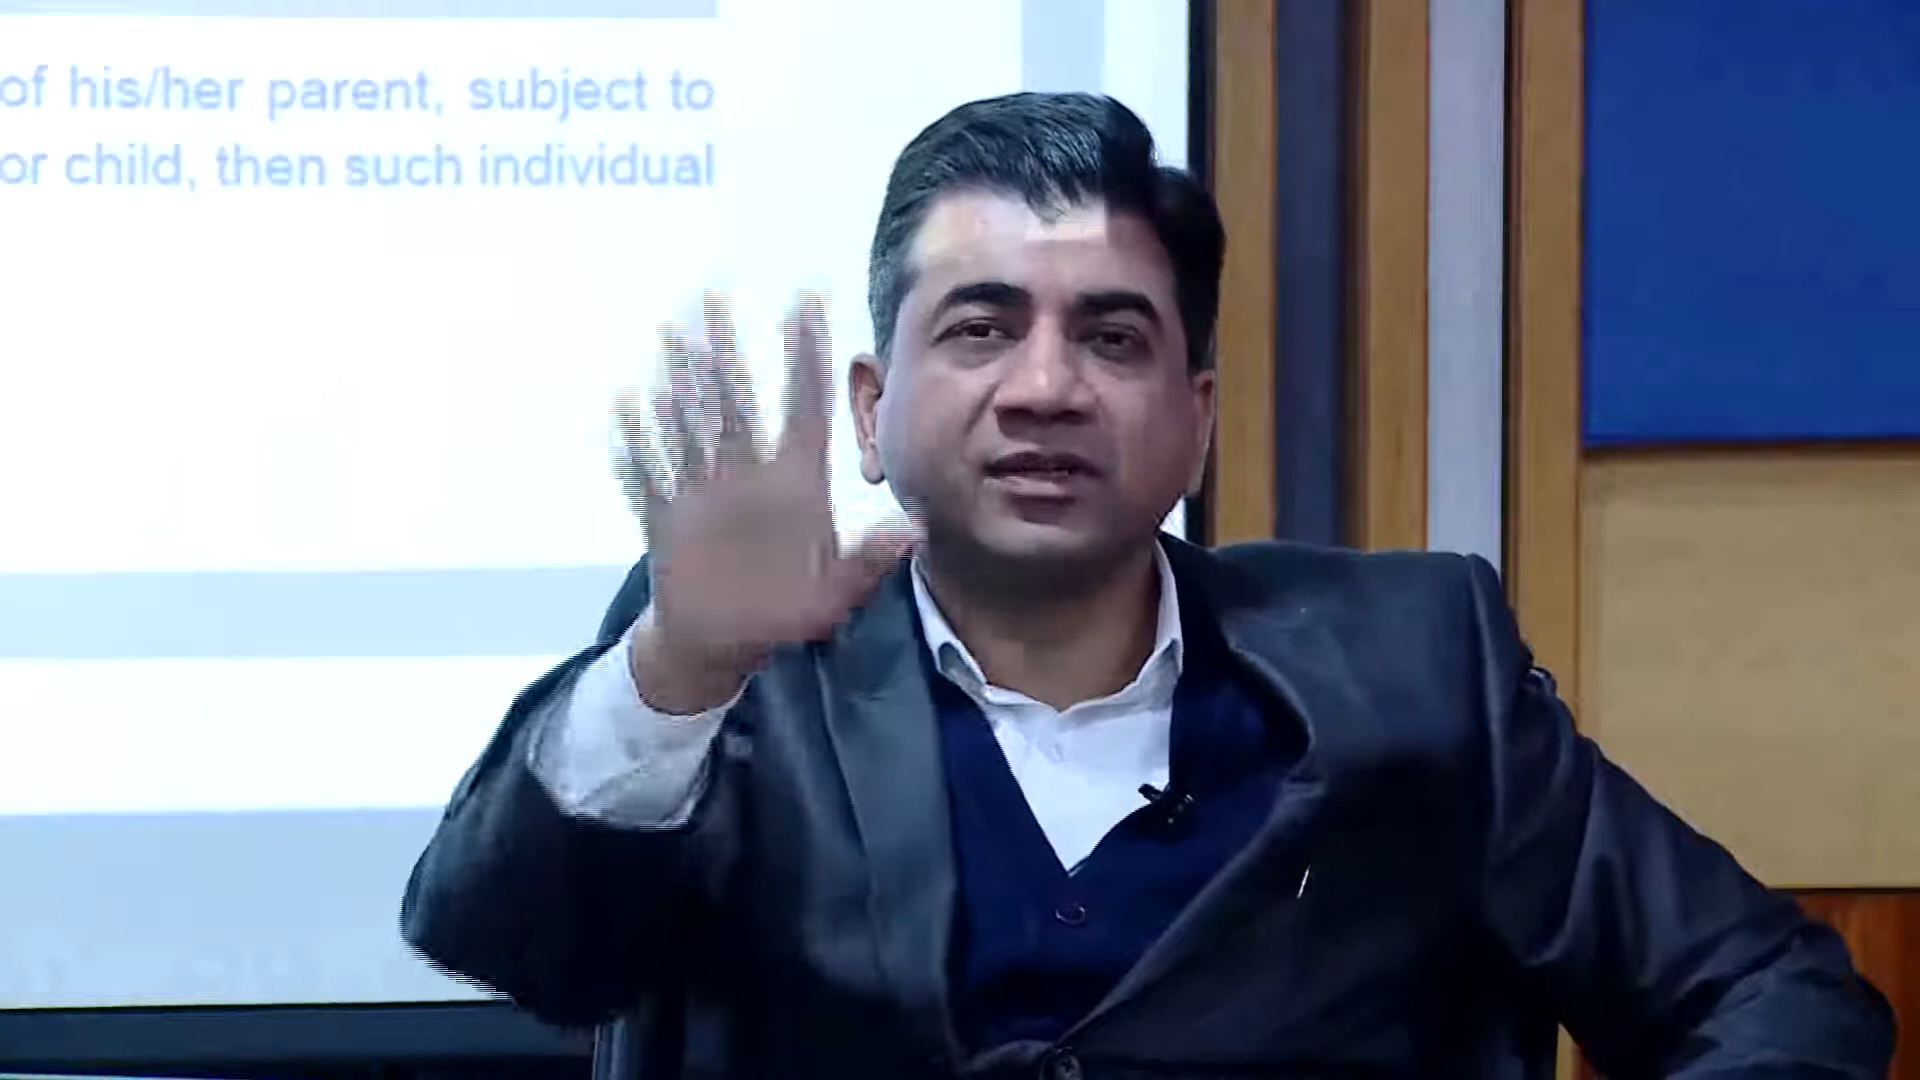 of his/her parent, subject to
or child, then such individual